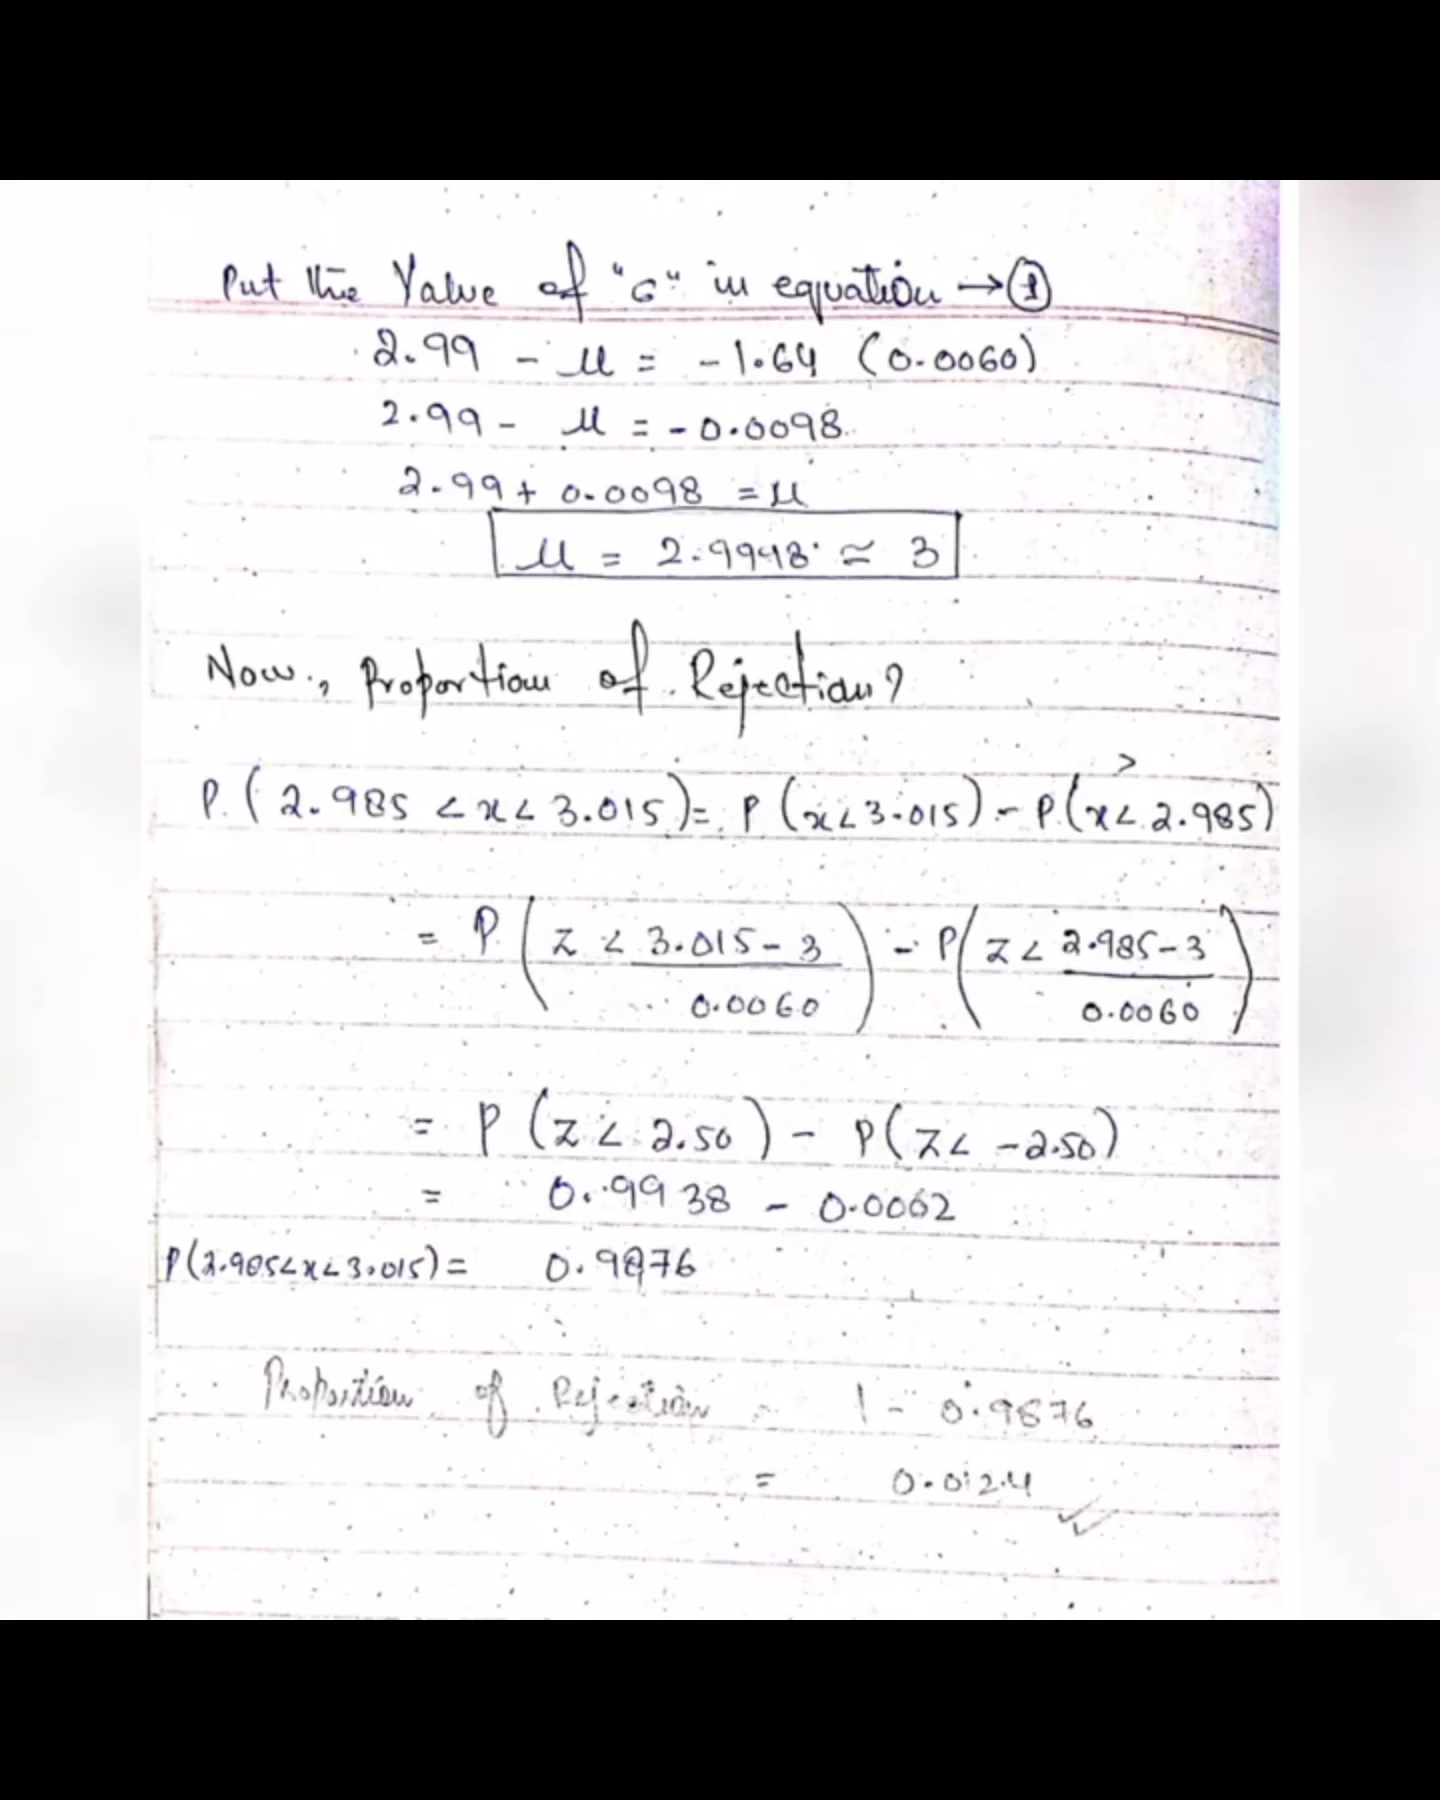 Put the Value of "σ" in equation → ①
2.99 - μ = -1.64 (0.0060)
2.99 - μ = -0.0098
2.99 + 0.0098 = μ
μ = 2.9998 ≃ 3
Now, Proportion of Rejection?
>
P. (2.985 < x < 3.015) = P (x < 3.015) - P (x < 2.985)
= P (Z < 3.015 - 3 / 0.0060) - P (Z < 2.985 - 3 / 0.0060)
= P (Z < 2.50) - P (Z < -2.50)
= 0.9938 - 0.0062
P (2.985 < x < 3.015) = 0.9876
Proportion of Rejection = 1 - 0.9876
= 0.0124